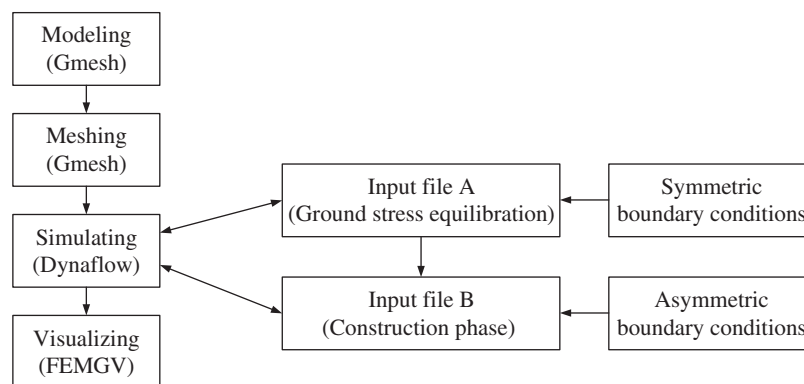 Modeling
(Gmesh)
Meshing
(Gmesh)
Simulating
(Dynaflow)
Visualizing
(FEMGV)
Input file A
(Ground stress equilibration)
Input file B
(Construction phase)
Symmetric
boundary conditions
Asymmetric
boundary conditions